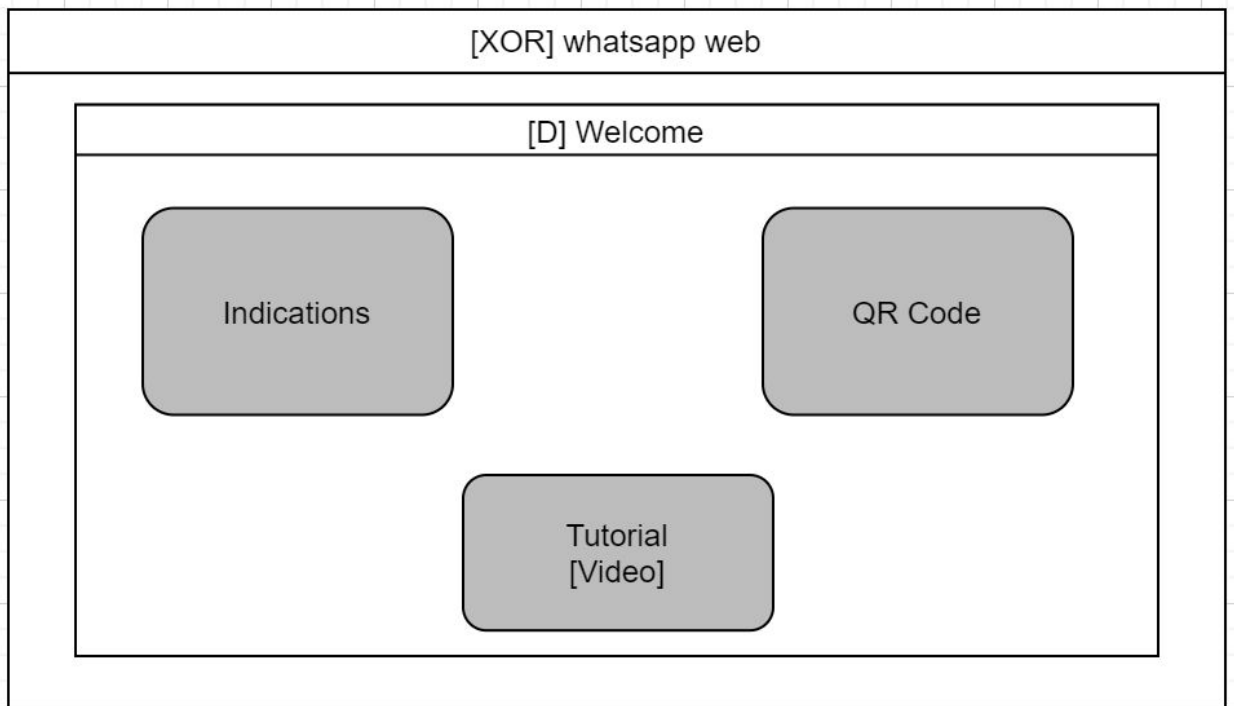 [XOR] whatsapp web
[D] Welcome
Indications
QR Code
Tutorial
[Video]